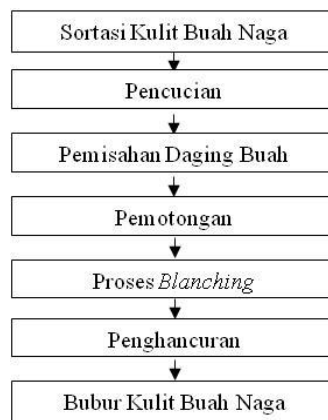 Sortasi Kulit Buah Naga
Pencucian
Pemisahan Daging Buah
Pemotongan
Proses Blanching
Penghancuran
Bubur Kulit Buah Naga